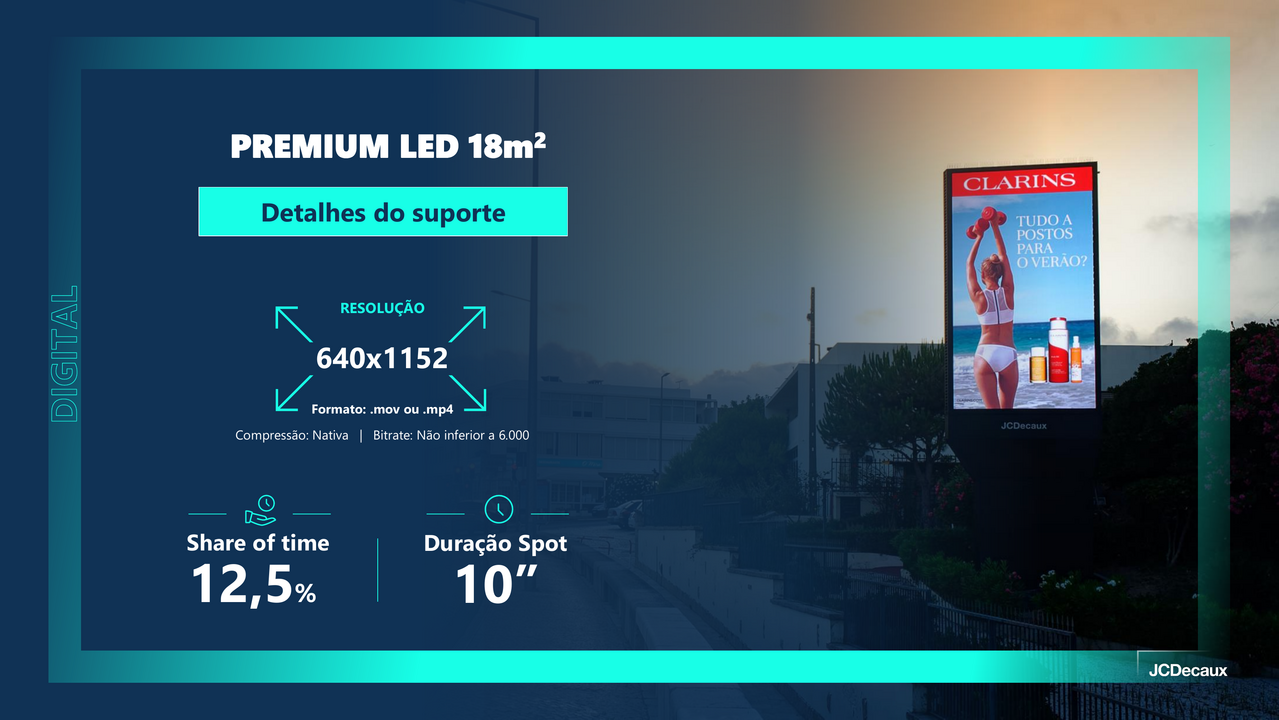 PREMIUM LED 18m²
Detalhes do suporte
DIGITAL
RESOLUÇÃO
640x1152
Formato: .mov ou .mp4
Compressão: Nativa | Bitrate: Não inferior a 6.000
Share of time
12,5%
Duração Spot
10”
CLARINS
TUDO A
POSTOS
PARA
O VERÃO?
JCDecaux
JCDecaux